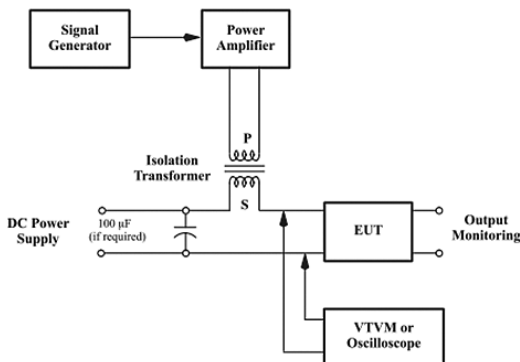 Signal
Generator
Power
Amplifier
P
Isolation
Transformer
S
DC Power
Supply
100 µF
(if required)
EUT
Output
Monitoring
VTVM or
Oscilloscope